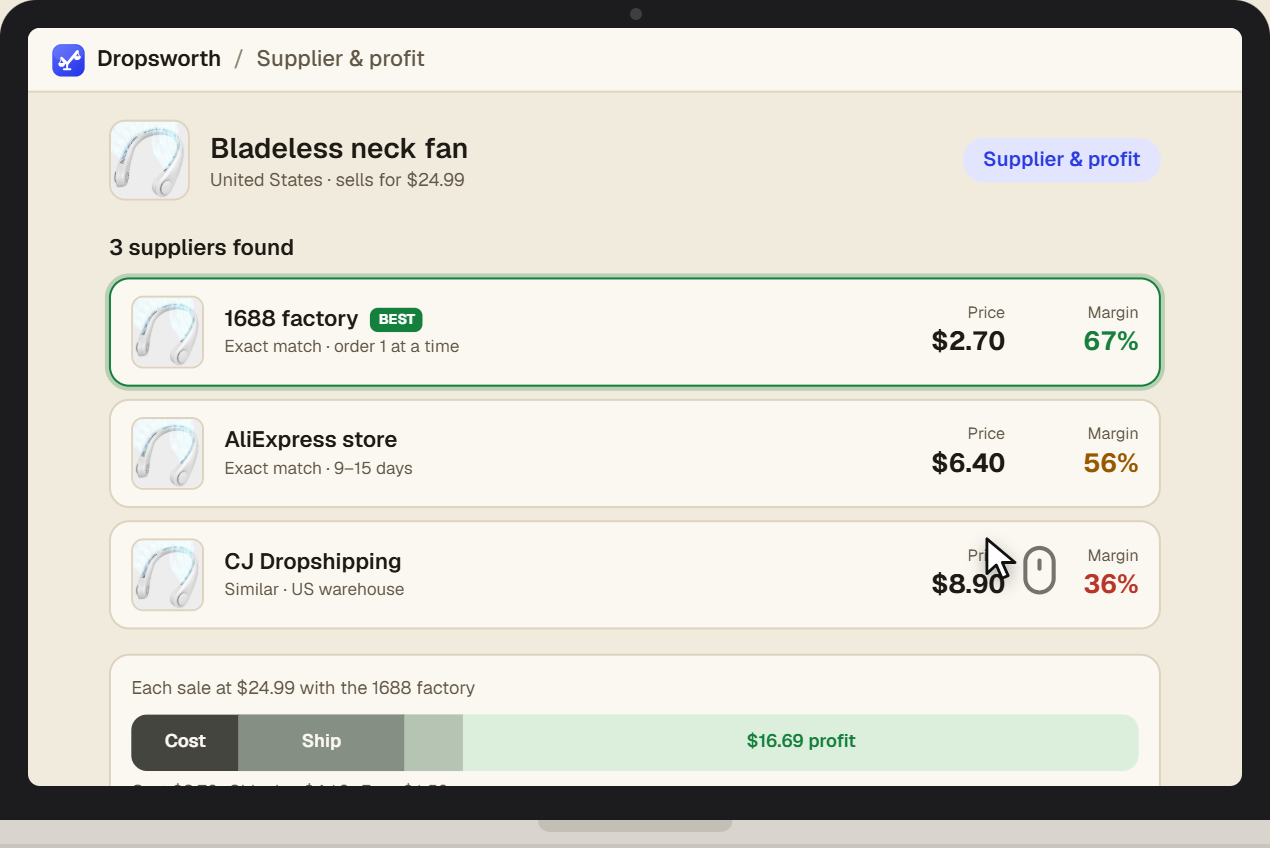 Dropsworth / Supplier & profit
Bladeless neck fan
United States · sells for $24.99
Supplier & profit
3 suppliers found
1688 factory BEST
Exact match · order 1 at a time
Price
$2.70
Margin
67%
AliExpress store
Exact match · 9–15 days
Price
$6.40
Margin
56%
CJ Dropshipping
Similar · US warehouse
$8.90
Margin
36%
Each sale at $24.99 with the 1688 factory
Cost
Ship
$16.69 profit